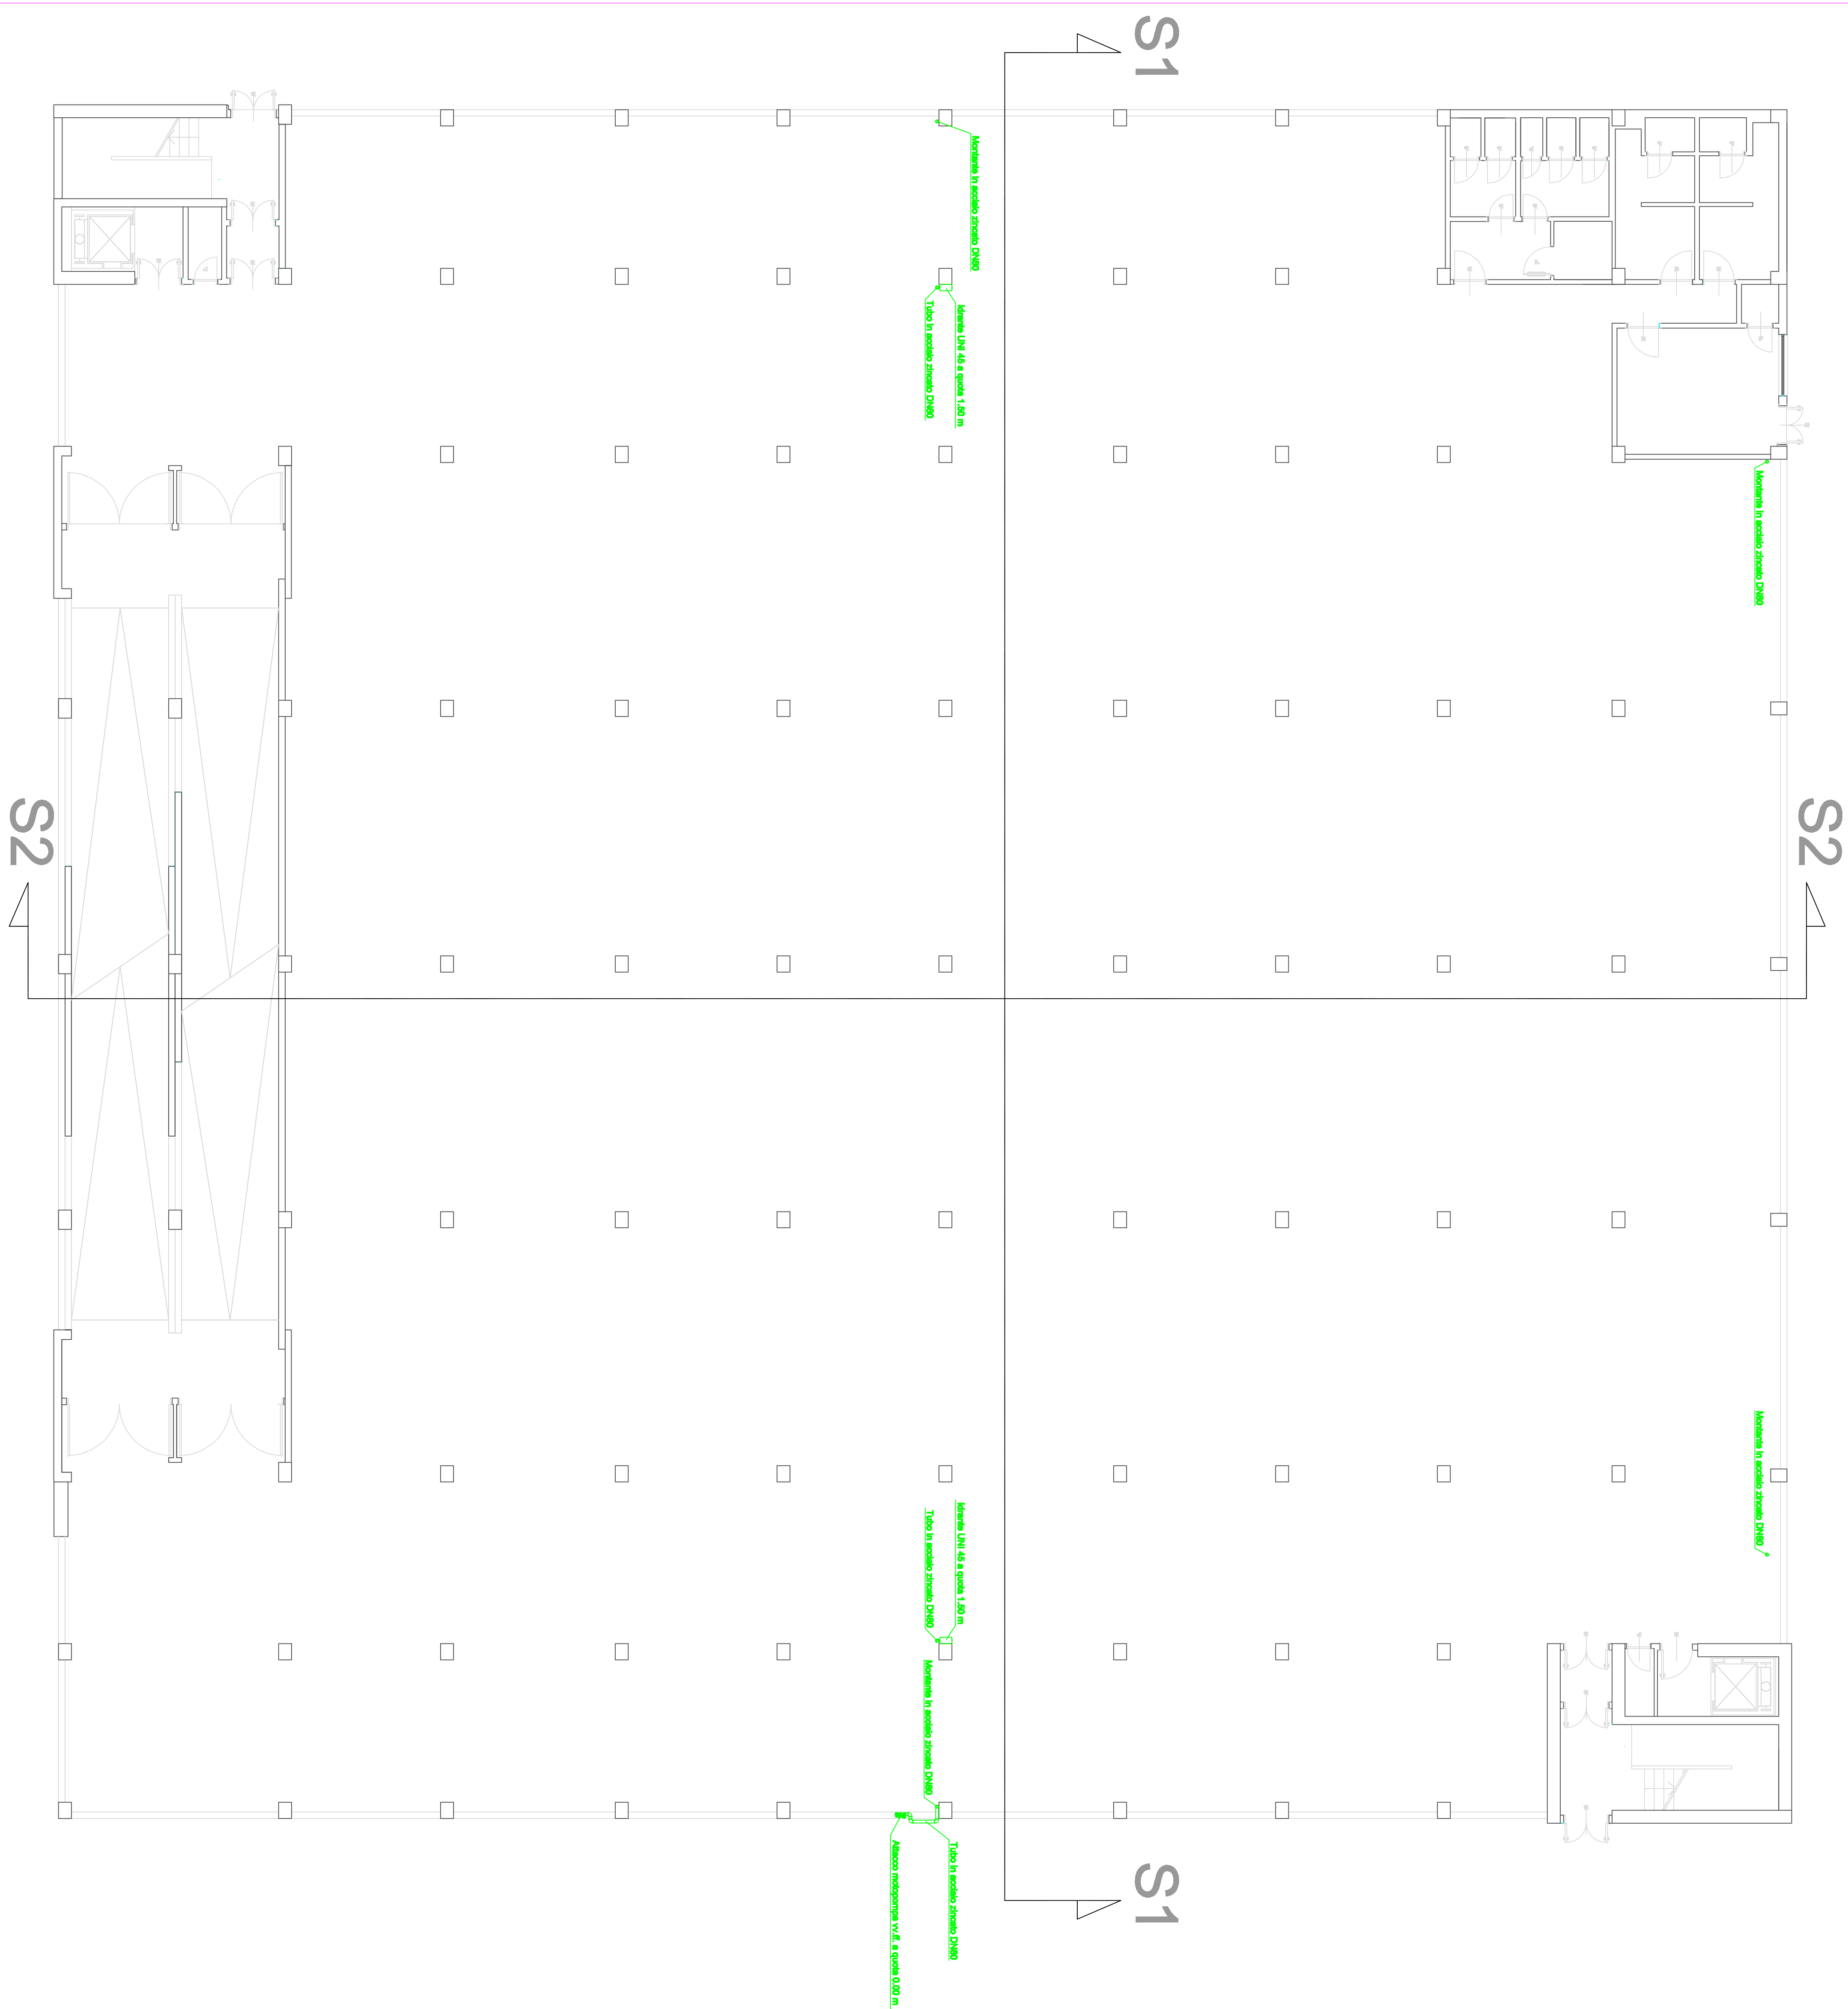 S1
Montante in acciaio zincato DN80
Idrante UNI 45 a quota 1,50 m
Tubo in acciaio zincato DN80
Montante in acciaio zincato DN80
S2
S2
Montante in acciaio zincato DN80
Idrante UNI 45 a quota 1,50 m
Tubo in acciaio zincato DN80
Montante in acciaio zincato DN80
Tubo in acciaio zincato DN80
Attacco motopompa vv.ff. a quota 0.00 m
S1